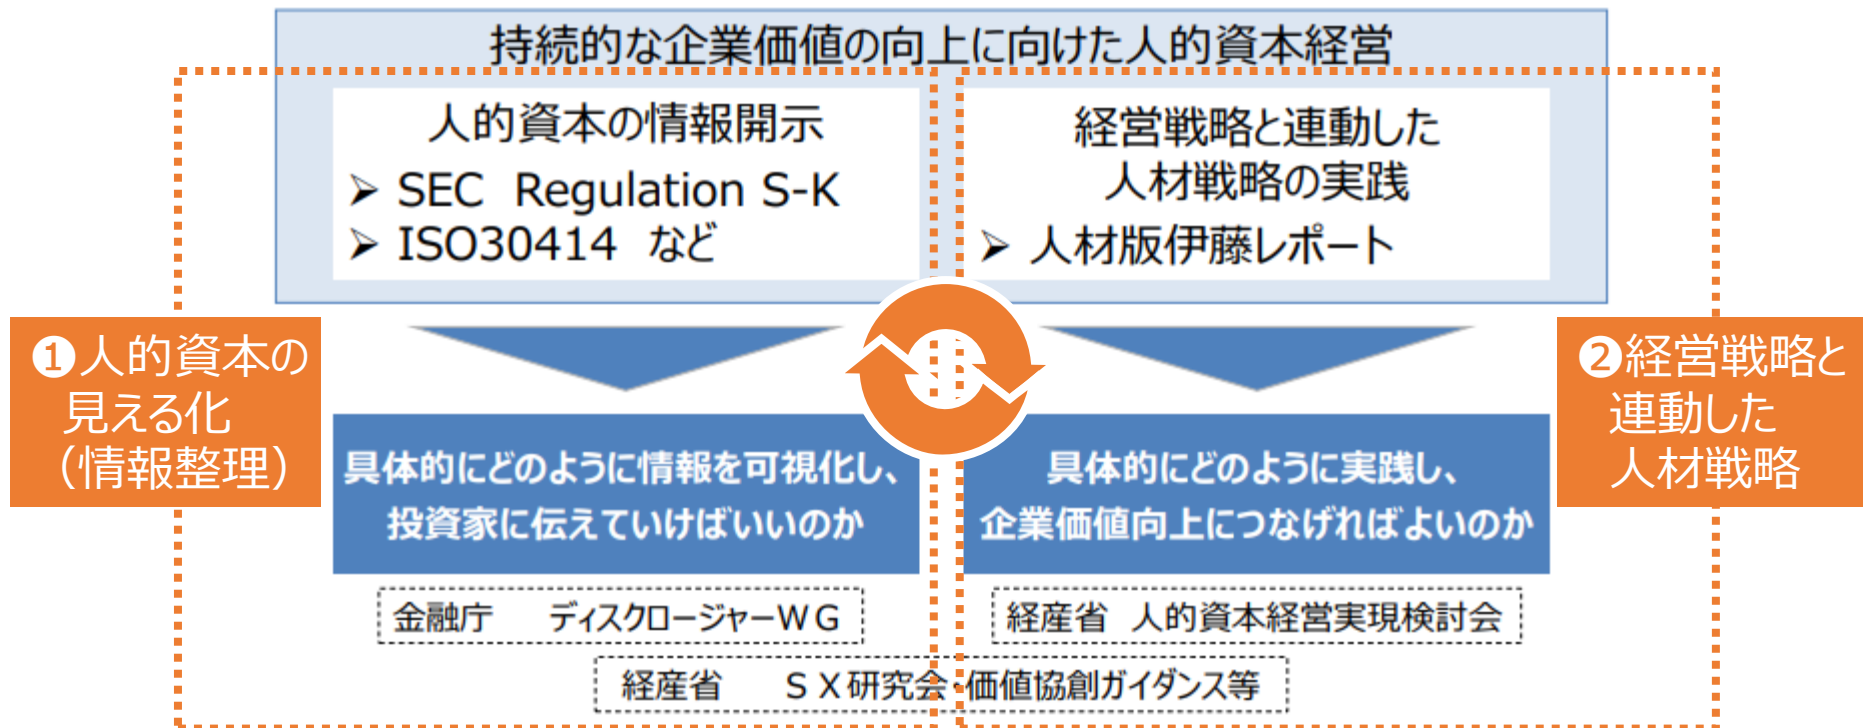 持続的な企業価値の向上に向けた人的資本経営
人的資本の情報開示
➢ SEC Regulation S-K
➢ ISO30414 など
経営戦略と連動した
人材戦略の実践
➢ 人材版伊藤レポート
❶人的資本の
見える化
（情報整理）
❷経営戦略と
連動した
人材戦略
具体的にどのように情報を可視化し、
投資家に伝えていけばいいのか
具体的にどのように実践し、
企業価値向上につなげればよいのか
金融庁 ディスクロージャーＷＧ
経産省 人的資本経営実現検討会
経産省 ＳＸ研究会・価値協創ガイダンス等